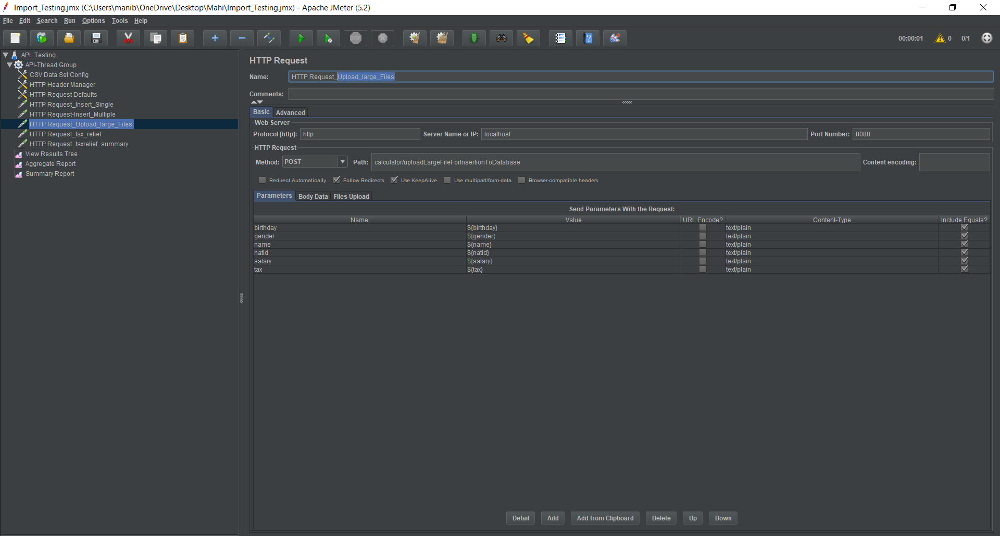 Import_Testing.jmx (C:\Users\manib\OneDrive\Desktop\Mahi\Import_Testing.jmx) - Apache JMeter (5.2)
File Edit Search Run Options Tools Help
STOP
00:00:01 0 0/1
API_Testing
API-Thread Group
CSV Data Set Config
HTTP Header Manager
HTTP Request Defaults
HTTP Request_Insert_Single
HTTP Request-Insert_Multiple
HTTP Request_Upload_large_Files
HTTP Request_tax_relief
HTTP Request_taxrelief_summary
View Results Tree
Aggregate Report
Summary Report
HTTP Request
Name: HTTP Request_Upload_large_Files
Comments:
Basic Advanced
Web Server
Protocol [http]: http Server Name or IP: localhost Port Number: 8080
HTTP Request
Method: POST Path: calculator/uploadLargeFileForInsertionToDatabase Content encoding:
Redirect Automatically Follow Redirects Use KeepAlive Use multipart/form-data Browser-compatible headers
Parameters Body Data Files Upload
Send Parameters With the Request:
Name: Value URL Encode? Content-Type Include Equals?
birthday ${birthday} text/plain
gender ${gender} text/plain
name ${name} text/plain
natid ${natid} text/plain
salary ${salary} text/plain
tax ${tax} text/plain
Detail Add Add from Clipboard Delete Up Down